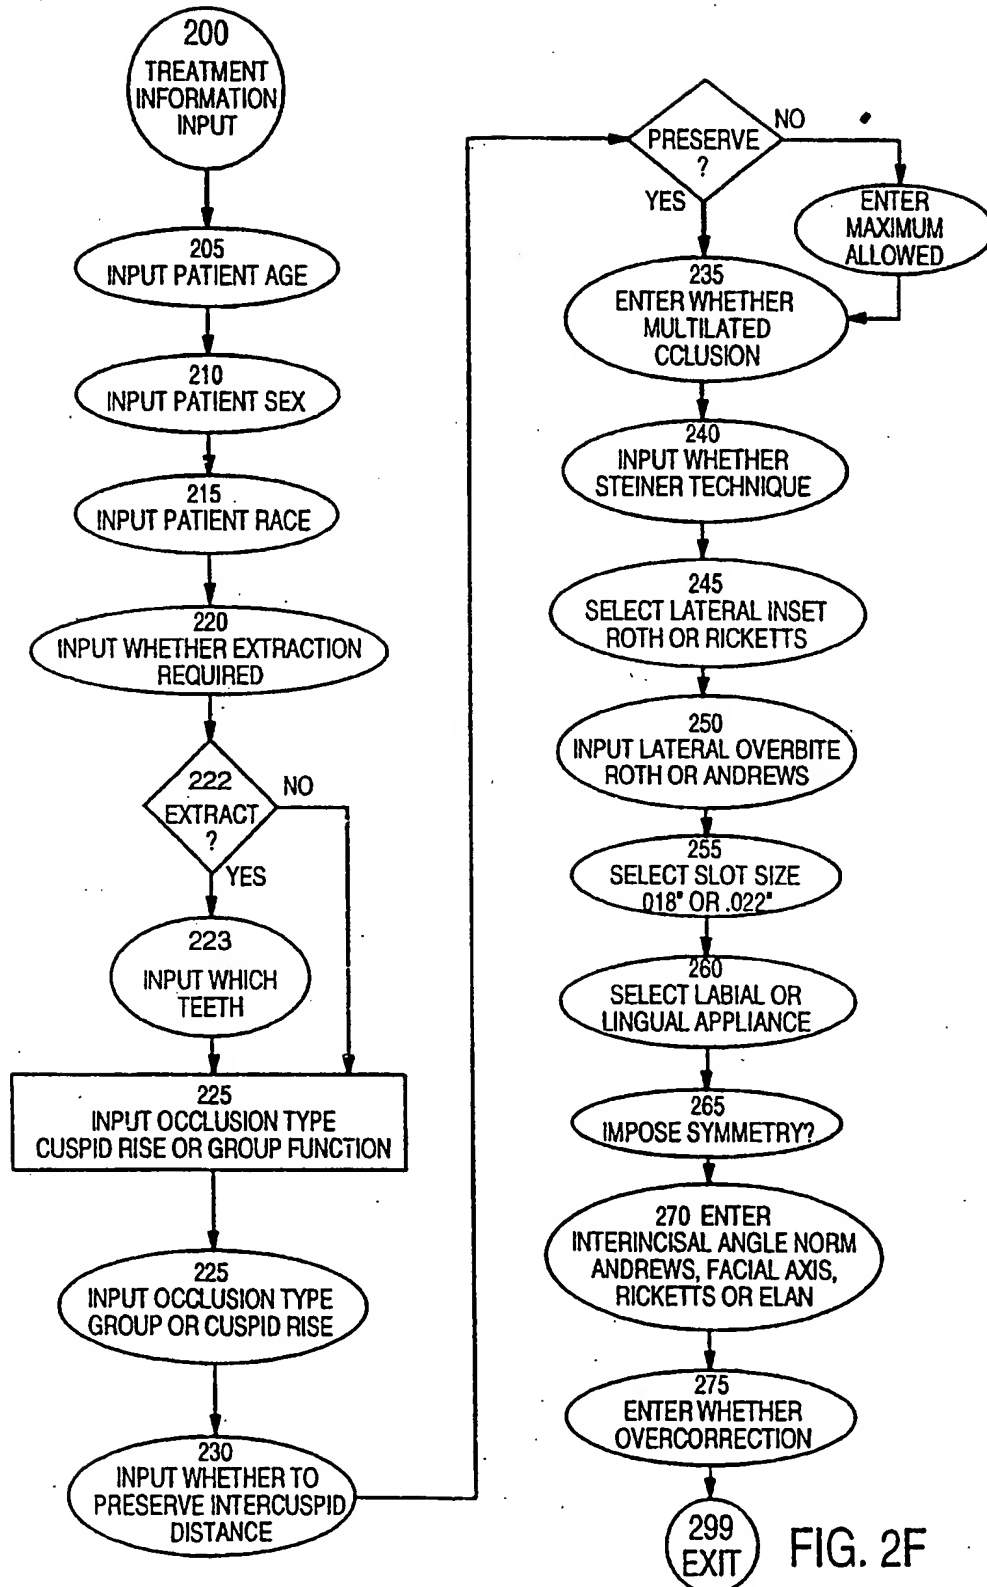 200
TREATMENT
INFORMATION
INPUT
205
INPUT PATIENT AGE
210
INPUT PATIENT SEX
215
INPUT PATIENT RACE
220
INPUT WHETHER EXTRACTION
REQUIRED
222
EXTRACT
?
NO
YES
223
INPUT WHICH
TEETH
225
INPUT OCCLUSION TYPE
CUSPID RISE OR GROUP FUNCTION
225
INPUT OCCLUSION TYPE
GROUP OR CUSPID RISE
230
INPUT WHETHER TO
PRESERVE INTERCUSPID
DISTANCE
PRESERVE
?
NO
YES
ENTER
MAXIMUM
ALLOWED
235
ENTER WHETHER
MULTILATED
CCLUSION
240
INPUT WHETHER
STEINER TECHNIQUE
245
SELECT LATERAL INSET
ROTH OR RICKETTS
250
INPUT LATERAL OVERBITE
ROTH OR ANDREWS
255
SELECT SLOT SIZE
.018" OR .022"
260
SELECT LABIAL OR
LINGUAL APPLIANCE
265
IMPOSE SYMMETRY?
270 ENTER
INTERINCISAL ANGLE NORM
ANDREWS, FACIAL AXIS,
RICKETTS OR ELAN
275
ENTER WHETHER
OVERCORRECTION
299
EXIT
FIG. 2F